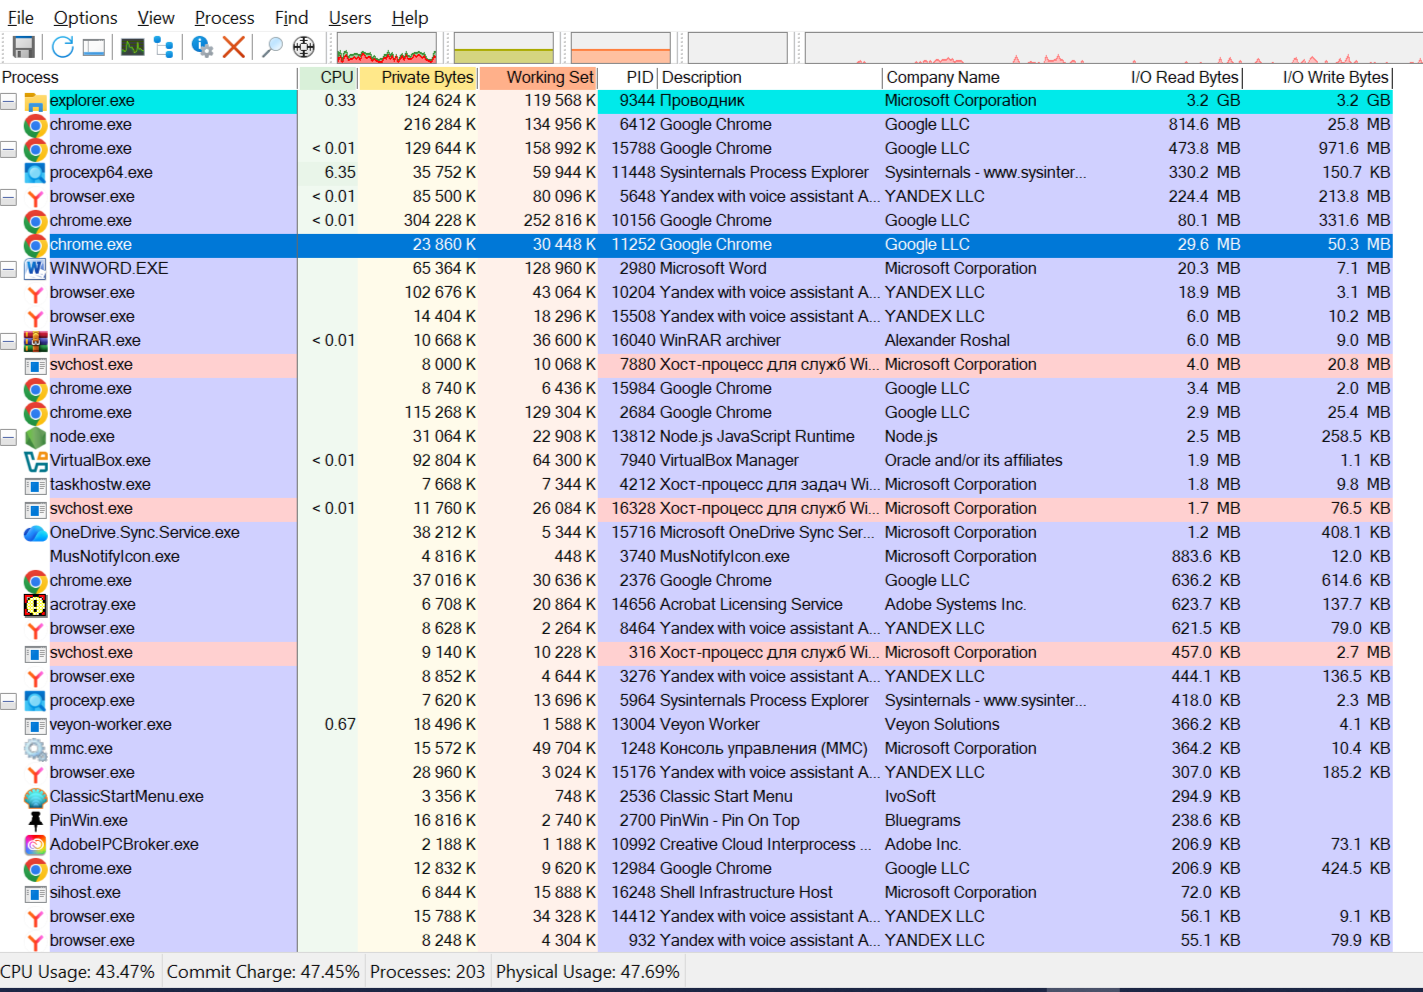 File Options View Process Find Users Help
Process CPU Private Bytes Working Set PID Description Company Name I/O Read Bytes I/O Write Bytes
explorer.exe 0.33 124 624 K 119 568 K 9344 Проводник Microsoft Corporation 3.2 GB 3.2 GB
chrome.exe 216 284 K 134 956 K 6412 Google Chrome Google LLC 814.6 MB 25.8 MB
chrome.exe < 0.01 129 644 K 158 992 K 15788 Google Chrome Google LLC 473.8 MB 971.6 MB
procexp64.exe 6.35 35 752 K 59 944 K 11448 Sysinternals Process Explorer Sysinternals - www.sysinter... 330.2 MB 150.7 KB
browser.exe < 0.01 85 500 K 80 096 K 5648 Yandex with voice assistant A... YANDEX LLC 224.4 MB 213.8 MB
chrome.exe < 0.01 304 228 K 252 816 K 10156 Google Chrome Google LLC 80.1 MB 331.6 MB
chrome.exe 23 860 K 30 448 K 11252 Google Chrome Google LLC 29.6 MB 50.3 MB
WINWORD.EXE 65 364 K 128 960 K 2980 Microsoft Word Microsoft Corporation 20.3 MB 7.1 MB
browser.exe 102 676 K 43 064 K 10204 Yandex with voice assistant A... YANDEX LLC 18.9 MB 3.1 MB
browser.exe 14 404 K 18 296 K 15508 Yandex with voice assistant A... YANDEX LLC 6.0 MB 10.2 MB
WinRAR.exe < 0.01 10 668 K 36 600 K 16040 WinRAR archiver Alexander Roshal 6.0 MB 9.0 MB
svchost.exe 8 000 K 10 068 K 7880 Хост-процесс для служб Wi... Microsoft Corporation 4.0 MB 20.8 MB
chrome.exe 8 740 K 6 436 K 15984 Google Chrome Google LLC 3.4 MB 2.0 MB
chrome.exe 115 268 K 129 304 K 2684 Google Chrome Google LLC 2.9 MB 25.4 MB
node.exe 31 064 K 22 908 K 13812 Node.js JavaScript Runtime Node.js 2.5 MB 258.5 KB
VirtualBox.exe < 0.01 92 804 K 64 300 K 7940 VirtualBox Manager Oracle and/or its affiliates 1.9 MB 1.1 KB
taskhostw.exe 7 668 K 7 344 K 4212 Хост-процесс для задач Wi... Microsoft Corporation 1.8 MB 9.8 MB
svchost.exe < 0.01 11 760 K 26 084 K 16328 Хост-процесс для служб Wi... Microsoft Corporation 1.7 MB 76.5 KB
OneDrive.Sync.Service.exe 38 212 K 5 344 K 15716 Microsoft OneDrive Sync Ser... Microsoft Corporation 1.2 MB 408.1 KB
MusNotifyIcon.exe 4 816 K 448 K 3740 MusNotifyIcon.exe Microsoft Corporation 883.6 KB 12.0 KB
chrome.exe 37 016 K 30 636 K 2376 Google Chrome Google LLC 636.2 KB 614.6 KB
acrotray.exe 6 708 K 20 864 K 14656 Acrobat Licensing Service Adobe Systems Inc. 623.7 KB 137.7 KB
browser.exe 8 628 K 2 264 K 8464 Yandex with voice assistant A... YANDEX LLC 621.5 KB 79.0 KB
svchost.exe 9 140 K 10 228 K 316 Хост-процесс для служб Wi... Microsoft Corporation 457.0 KB 2.7 MB
browser.exe 8 852 K 4 644 K 3276 Yandex with voice assistant A... YANDEX LLC 444.1 KB 136.5 KB
procexp.exe 7 620 K 13 696 K 5964 Sysinternals Process Explorer Sysinternals - www.sysinter... 418.0 KB 2.3 MB
veyon-worker.exe 0.67 18 496 K 1 588 K 13004 Veyon Worker Veyon Solutions 366.2 KB 4.1 KB
mmc.exe 15 572 K 49 704 K 1248 Консоль управления (MMC) Microsoft Corporation 364.2 KB 10.4 KB
browser.exe 28 960 K 3 024 K 15176 Yandex with voice assistant A... YANDEX LLC 307.0 KB 185.2 KB
ClassicStartMenu.exe 3 356 K 748 K 2536 Classic Start Menu IvoSoft 294.9 KB
PinWin.exe 16 816 K 2 740 K 2700 PinWin - Pin On Top Bluegrams 238.6 KB
AdobeIPCBroker.exe 2 188 K 1 188 K 10992 Creative Cloud Interprocess ... Adobe Inc. 206.9 KB 73.1 KB
chrome.exe 12 832 K 9 620 K 12984 Google Chrome Google LLC 206.9 KB 424.5 KB
sihost.exe 6 844 K 15 888 K 16248 Shell Infrastructure Host Microsoft Corporation 72.0 KB
browser.exe 15 788 K 34 328 K 14412 Yandex with voice assistant A... YANDEX LLC 56.1 KB 9.1 KB
browser.exe 8 248 K 4 304 K 932 Yandex with voice assistant A... YANDEX LLC 55.1 KB 79.9 KB
CPU Usage: 43.47% Commit Charge: 47.45% Processes: 203 Physical Usage: 47.69%